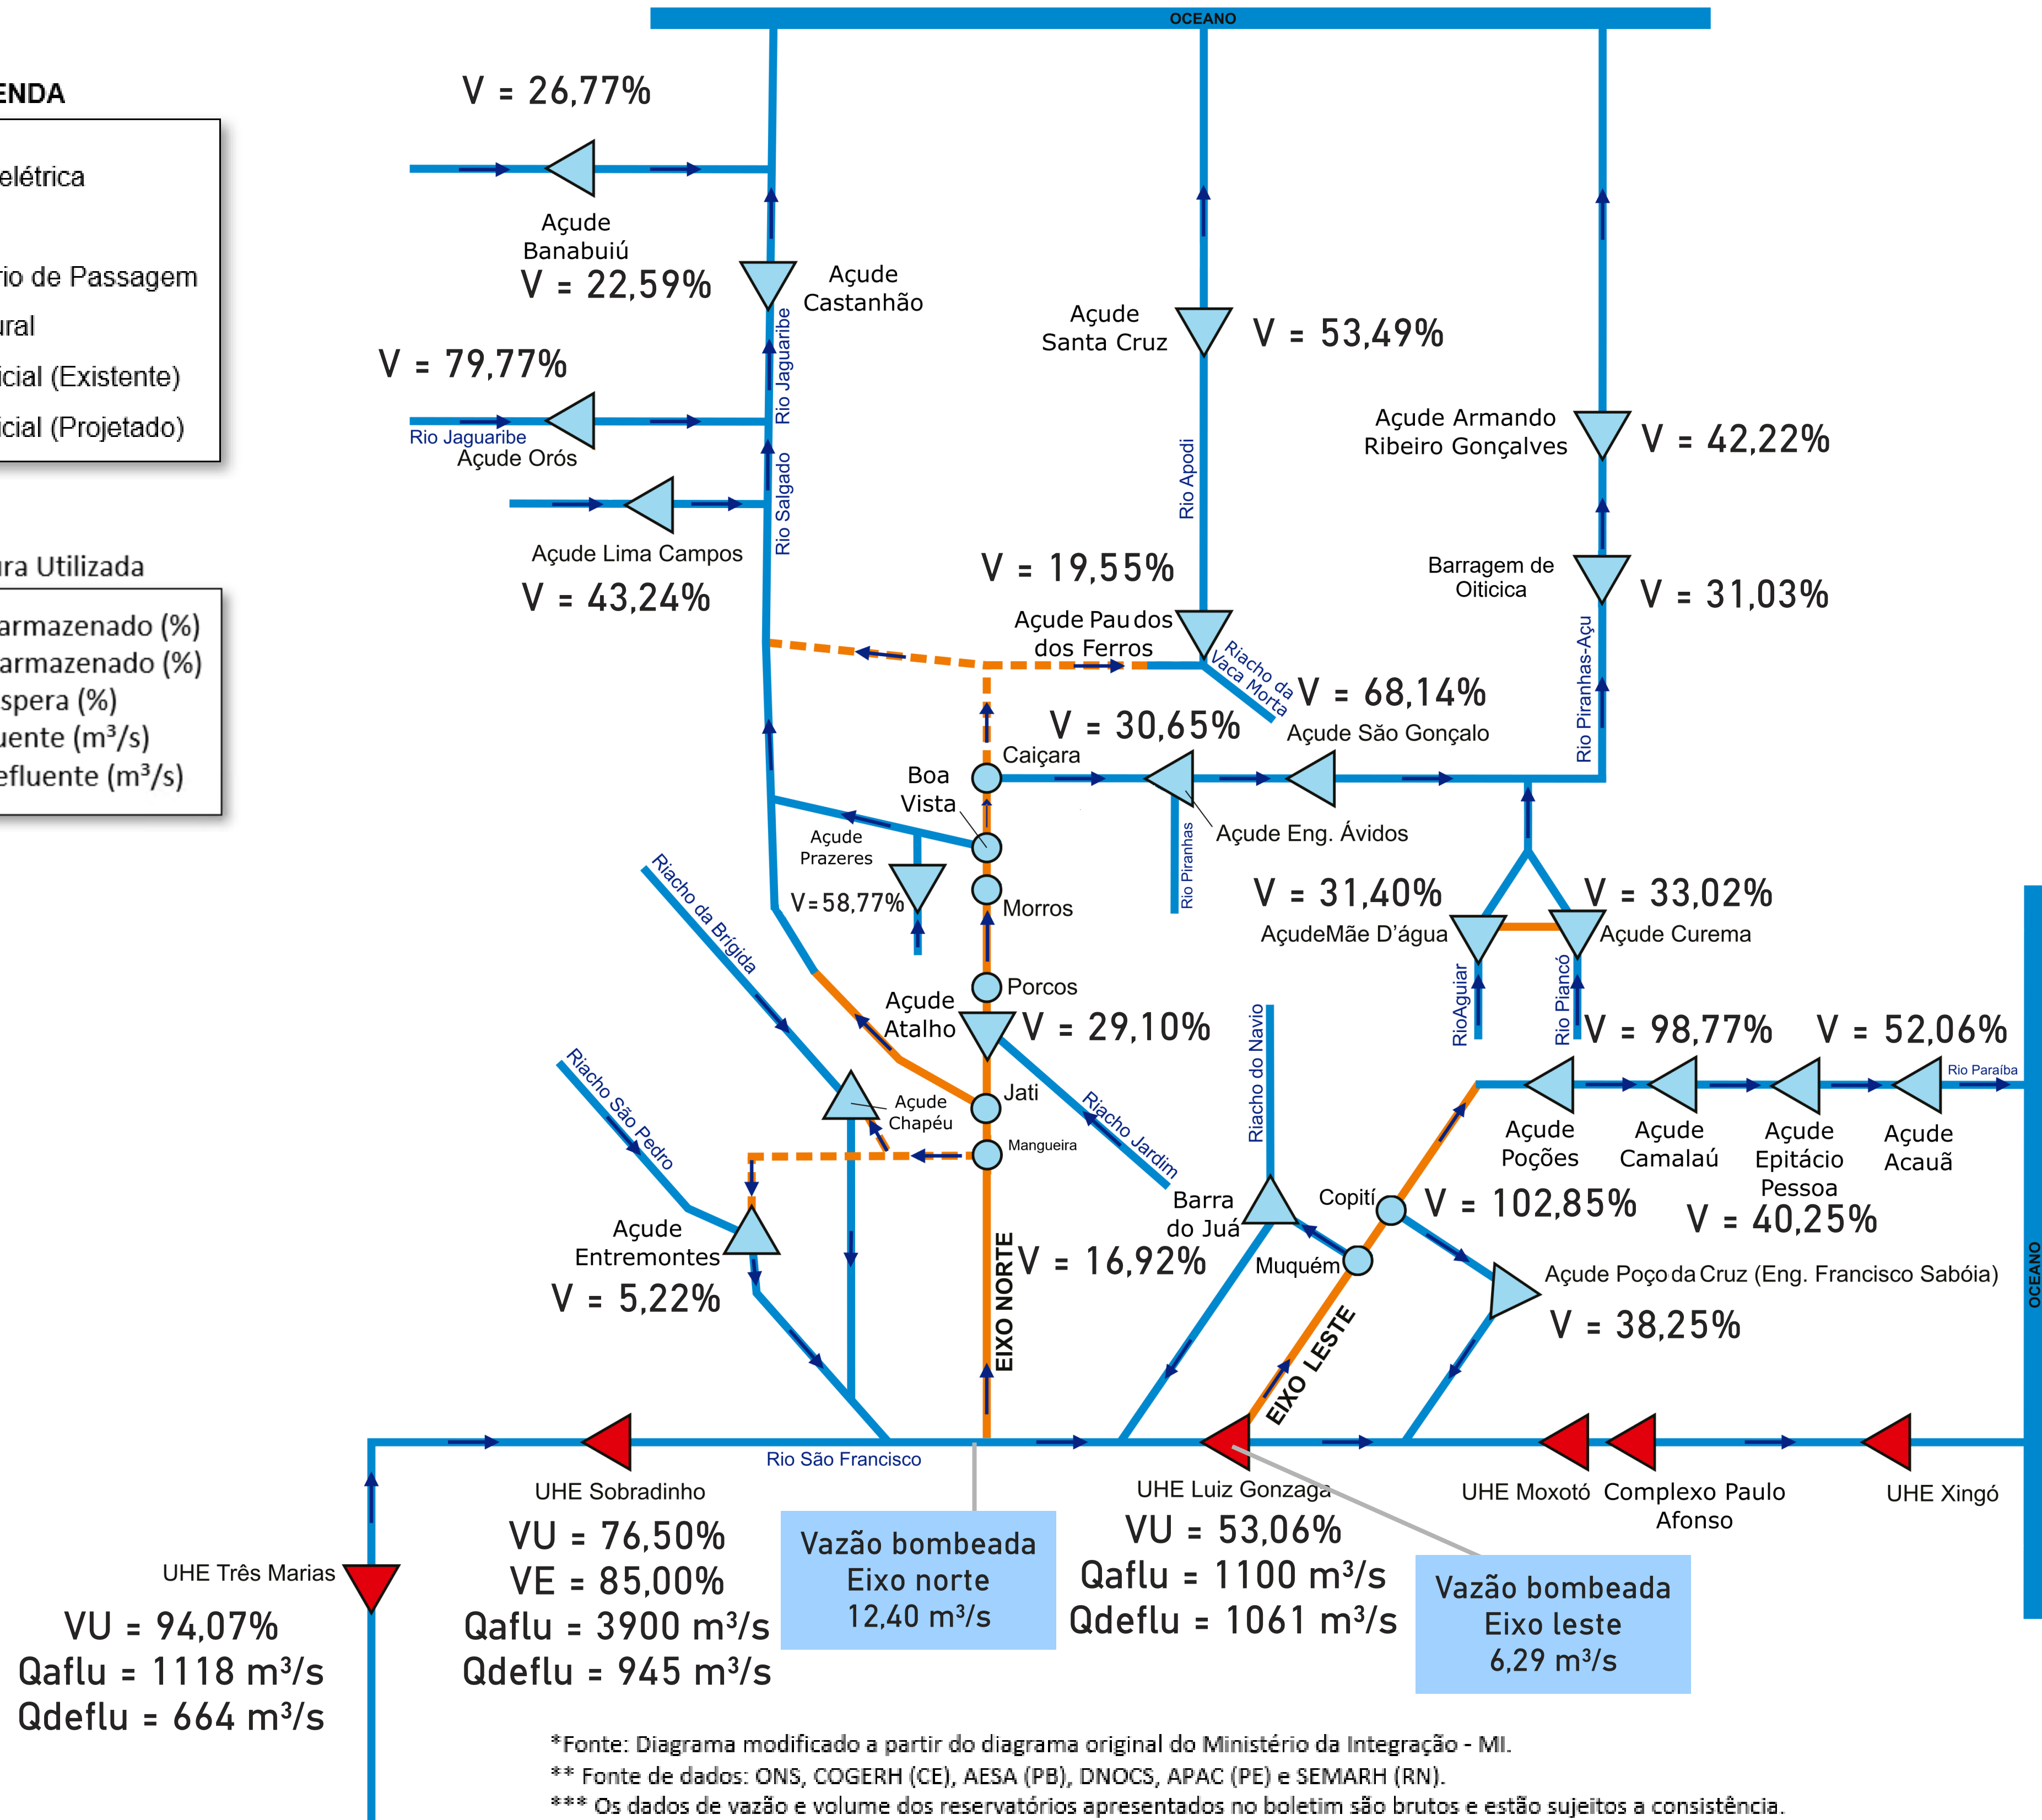 OCEANO
ENDA
elétrica
rio de Passagem
ural
icial (Existente)
icial (Projetado)
ura Utilizada
armazenado (%)
armazenado (%)
spera (%)
uente (m³/s)
efluente (m³/s)
V = 26,77%
Açude
Banabuiú
V = 22,59%
Açude
Castanhão
Rio Jaguaribe
V = 79,77%
Rio Jaguaribe
Açude Orós
Rio Salgado
Açude Lima Campos
V = 43,24%
Açude
Santa Cruz
V = 53,49%
Rio Apodi
Açude Armando
Ribeiro Gonçalves
V = 42,22%
Barragem de
Oiticica
V = 31,03%
Rio Piranhas-Açu
V = 19,55%
Açude Pau dos
dos Ferros
Riacho da
Vaca Morta
V = 68,14%
Açude São Gonçalo
V = 30,65%
Caiçara
Boa
Vista
Açude Eng. Ávidos
Rio Piranhas
Açude
Prazeres
V= 58,77%
Morros
Porcos
Riacho da Brígida
Açude
Atalho
V = 29,10%
V = 31,40%
AçudeMãe D'água
V = 33,02%
Açude Curema
RioAguiar
Rio Piancó
V = 98,77%
V = 52,06%
Rio Paraíba
Riacho São Pedro
Açude
Chapéu
Jati
Mangueira
Riacho Jardim
Riacho do Navio
Açude
Poções
Açude
Camalaú
Açude
Epitácio
Pessoa
Açude
Acauã
V = 102,85%
V = 40,25%
Açude
Entremontes
V = 5,22%
EIXO NORTE
Barra
do Juá
V = 16,92%
Copití
Muquém
EIXO LESTE
Açude Poço da Cruz (Eng. Francisco Sabóia)
V = 38,25%
OCEANO
Rio São Francisco
UHE Sobradinho
VU = 76,50%
VE = 85,00%
Qaflu = 3900 m³/s
Qdeflu = 945 m³/s
Vazão bombeada
Eixo norte
12,40 m³/s
UHE Luiz Gonzaga
VU = 53,06%
Qaflu = 1100 m³/s
Qdeflu = 1061 m³/s
Vazão bombeada
Eixo leste
6,29 m³/s
UHE Moxotó
Complexo Paulo
Afonso
UHE Xingó
UHE Três Marias
VU = 94,07%
Qaflu = 1118 m³/s
Qdeflu = 664 m³/s
*Fonte: Diagrama modificado a partir do diagrama original do Ministério da Integração - MI.
** Fonte de dados: ONS, COGERH (CE), AESA (PB), DNOCS, APAC (PE) e SEMARH (RN).
*** Os dados de vazão e volume dos reservatórios apresentados no boletim são brutos e estão sujeitos a consistência.